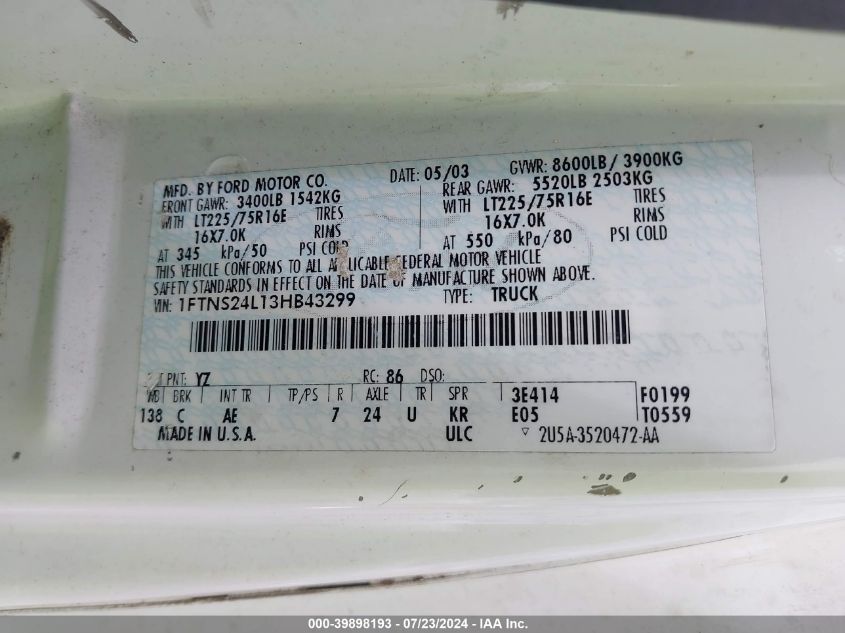 MFD. BY FORD MOTOR CO.
DATE: 05/03 GVWR: 8600LB/ 3900KG
FRONT GAWR: 3400LB 1542KG
REAR GAWR: 5520LB 2503KG
WITH LT225/75R16E TIRES
WITH LT225/75R16E TIRES
16X7.0K RIMS
16X7.0K RIMS
AT 345 kPa/50 PSI COLD
AT 550 kPa/80 PSI COLD
THIS VEHICLE CONFORMS TO ALL APPLICABLE FEDERAL MOTOR VEHICLE
SAFETY STANDARDS IN EFFECT ON THE DATE OF MANUFACTURE SHOWN ABOVE.
VIN: 1FTNS24L13HB43299 TYPE: TRUCK
PNT: YZ RC: 86 DSO:
WB BRK INT TR TP/PS R AXLE TR SPR 3E414 F0199
138 C AE 7 24 U KR E05 T0559
MADE IN U.S.A. ULC ▽ 2U5A-3520472-AA
000-39898193 / 07/23/2024 - IAA Inc.